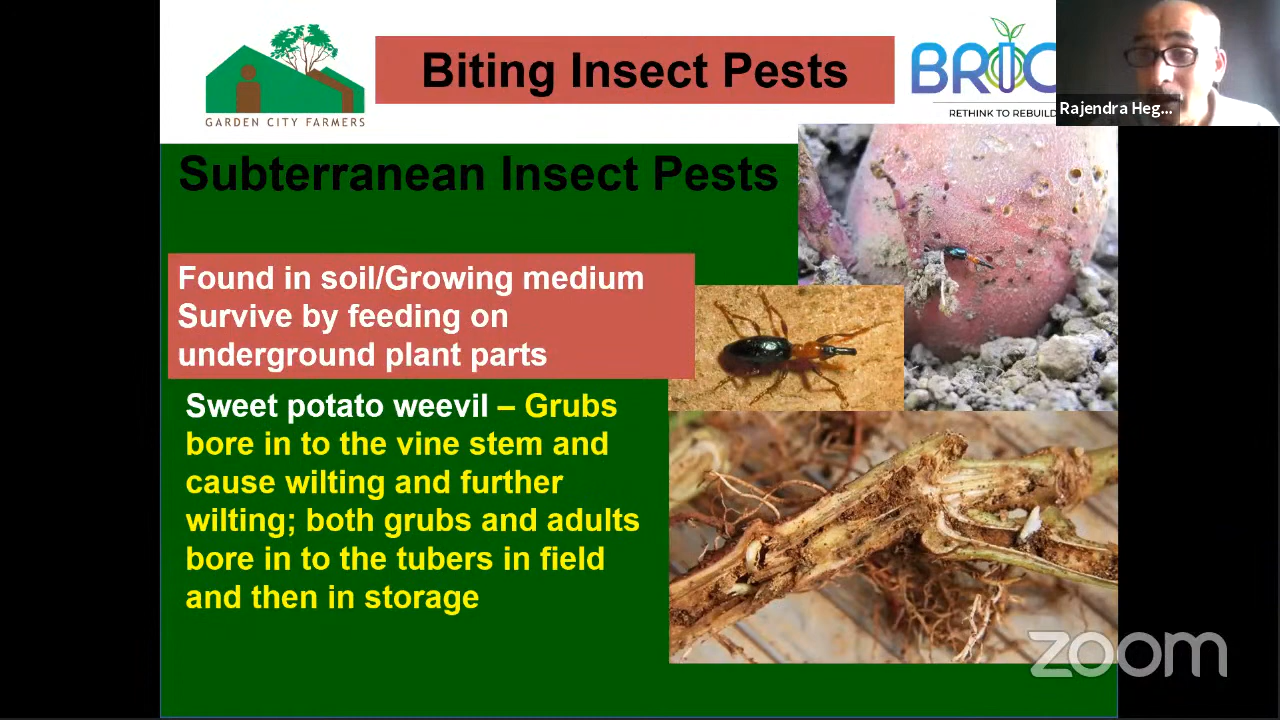 Biting Insect Pests
GARDEN CITY FARMERS
BRIC
RETHINK TO REBUILD
Rajendra Heg...
Subterranean Insect Pests
Found in soil/Growing medium
Survive by feeding on
underground plant parts
Sweet potato weevil – Grubs
bore in to the vine stem and
cause wilting and further
wilting; both grubs and adults
bore in to the tubers in field
and then in storage
zoom